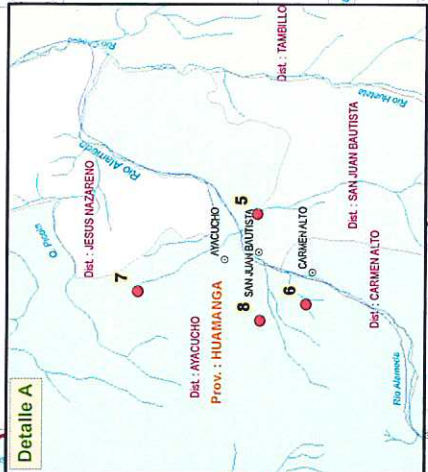 Detalle A
Dist. : JESUS NAZARENO
Río Alameda
Dist. : TAMBILLO
7
Dist. : AYACUCHO
Prov. : HUAMANGA
AYACUCHO
8
SAN JUAN BAUTISTA
5
6
CARMEN ALTO
Dist. : SAN JUAN BAUTISTA
Dist. : CARMEN ALTO
Río Huatata
Río Alameda